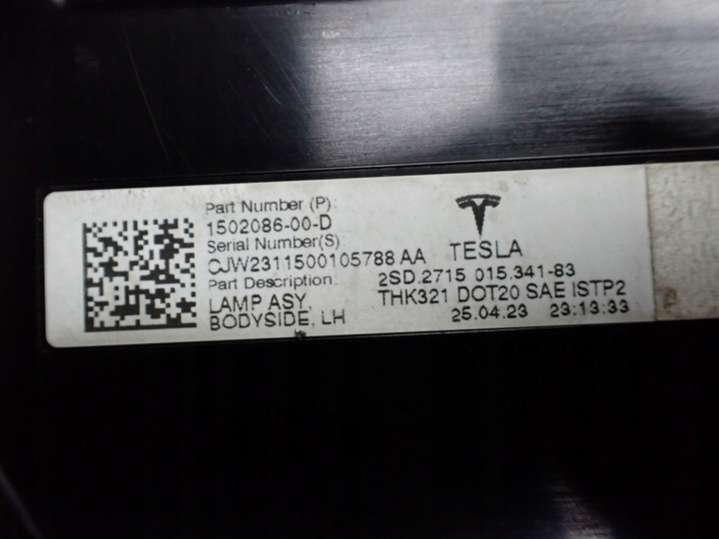 Part Number (P):
1502086-00-D
Serial Number(S)
CJW2311500105788 AA
Part Description:
LAMP ASY,
BODYSIDE, LH
TESLA
2SD.2715 015.341-83
THK321 DOT20 SAE ISTP2
25.04.23 23:13:33